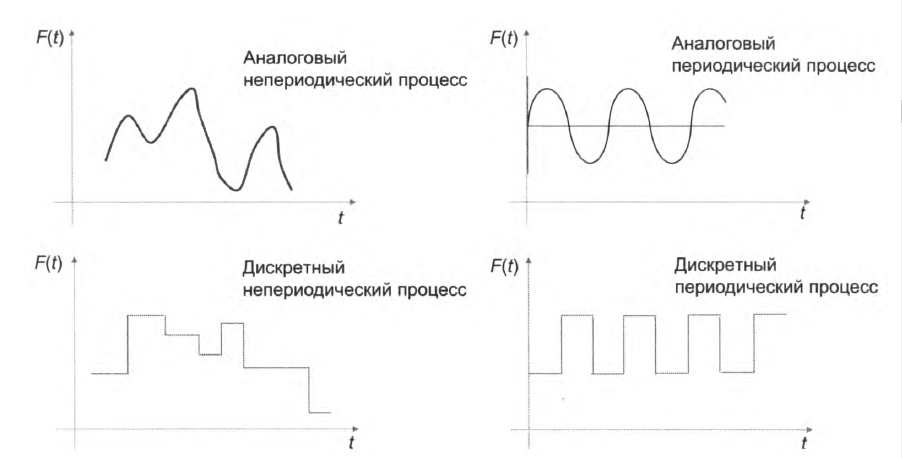 F(t)
Аналоговый
непериодический процесс
t
F(t)
Аналоговый
периодический процесс
t
F(t)
Дискретный
непериодический процесс
t
F(t)
Дискретный
периодический процесс
t